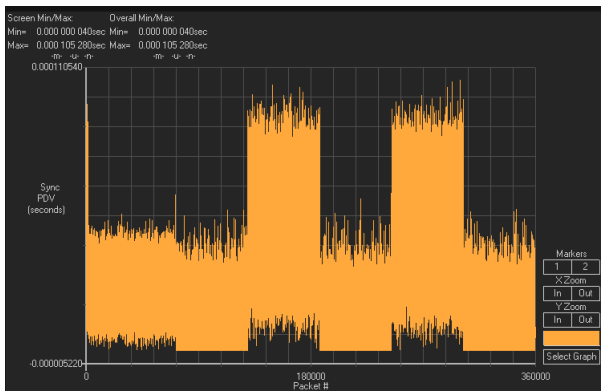 Screen Min/Max: Overall Min/Max:
Min= 0.000 000 040sec Min= 0.000 000 040sec
Max= 0.000 105 280sec Max= 0.000 105 280sec
-m- -u- -n- -m- -u- -n-
0.000110540
Sync
PDV
(seconds)
-0.000005220
0 180000 360000
Packet #
Markers
1 2
X Zoom
In Out
Y Zoom
In Out
Select Graph